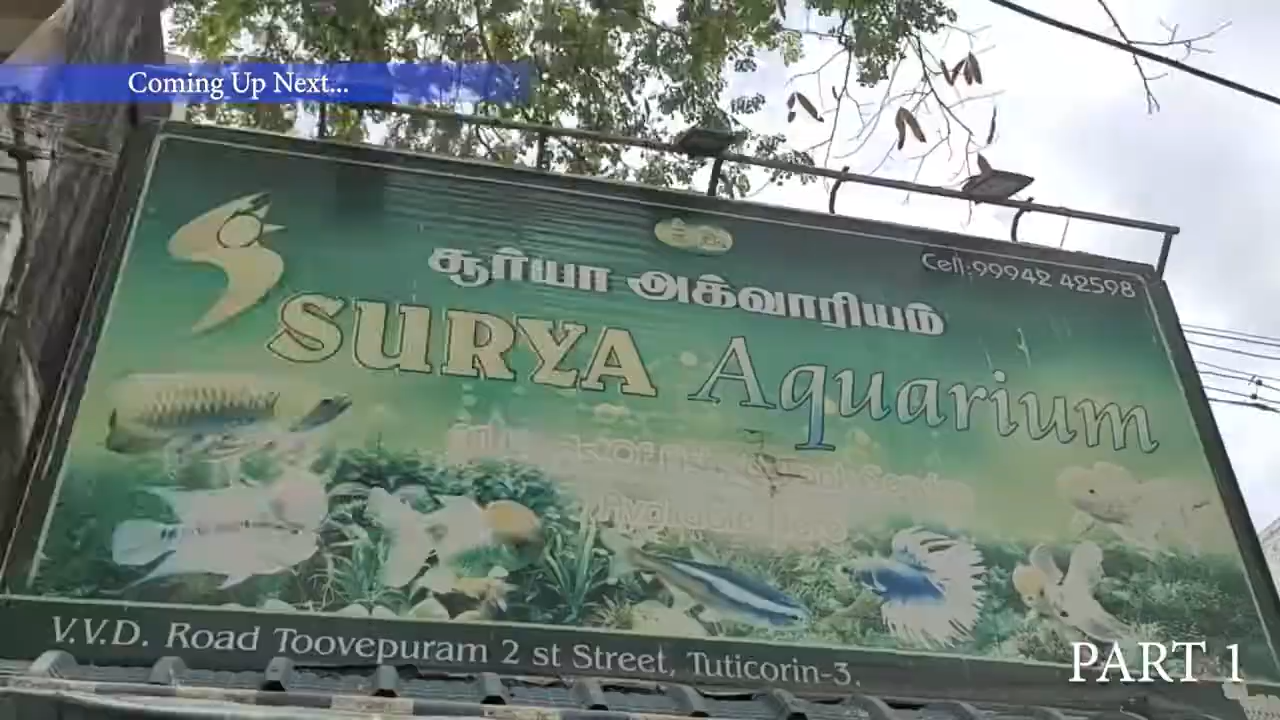 Coming Up Next...
சூர்யா அக்வாரியம்
Cell:99942 42598
SURYA Aquarium
V.V.D. Road Toovepuram 2 st Street, Tuticorin-3.
PART 1